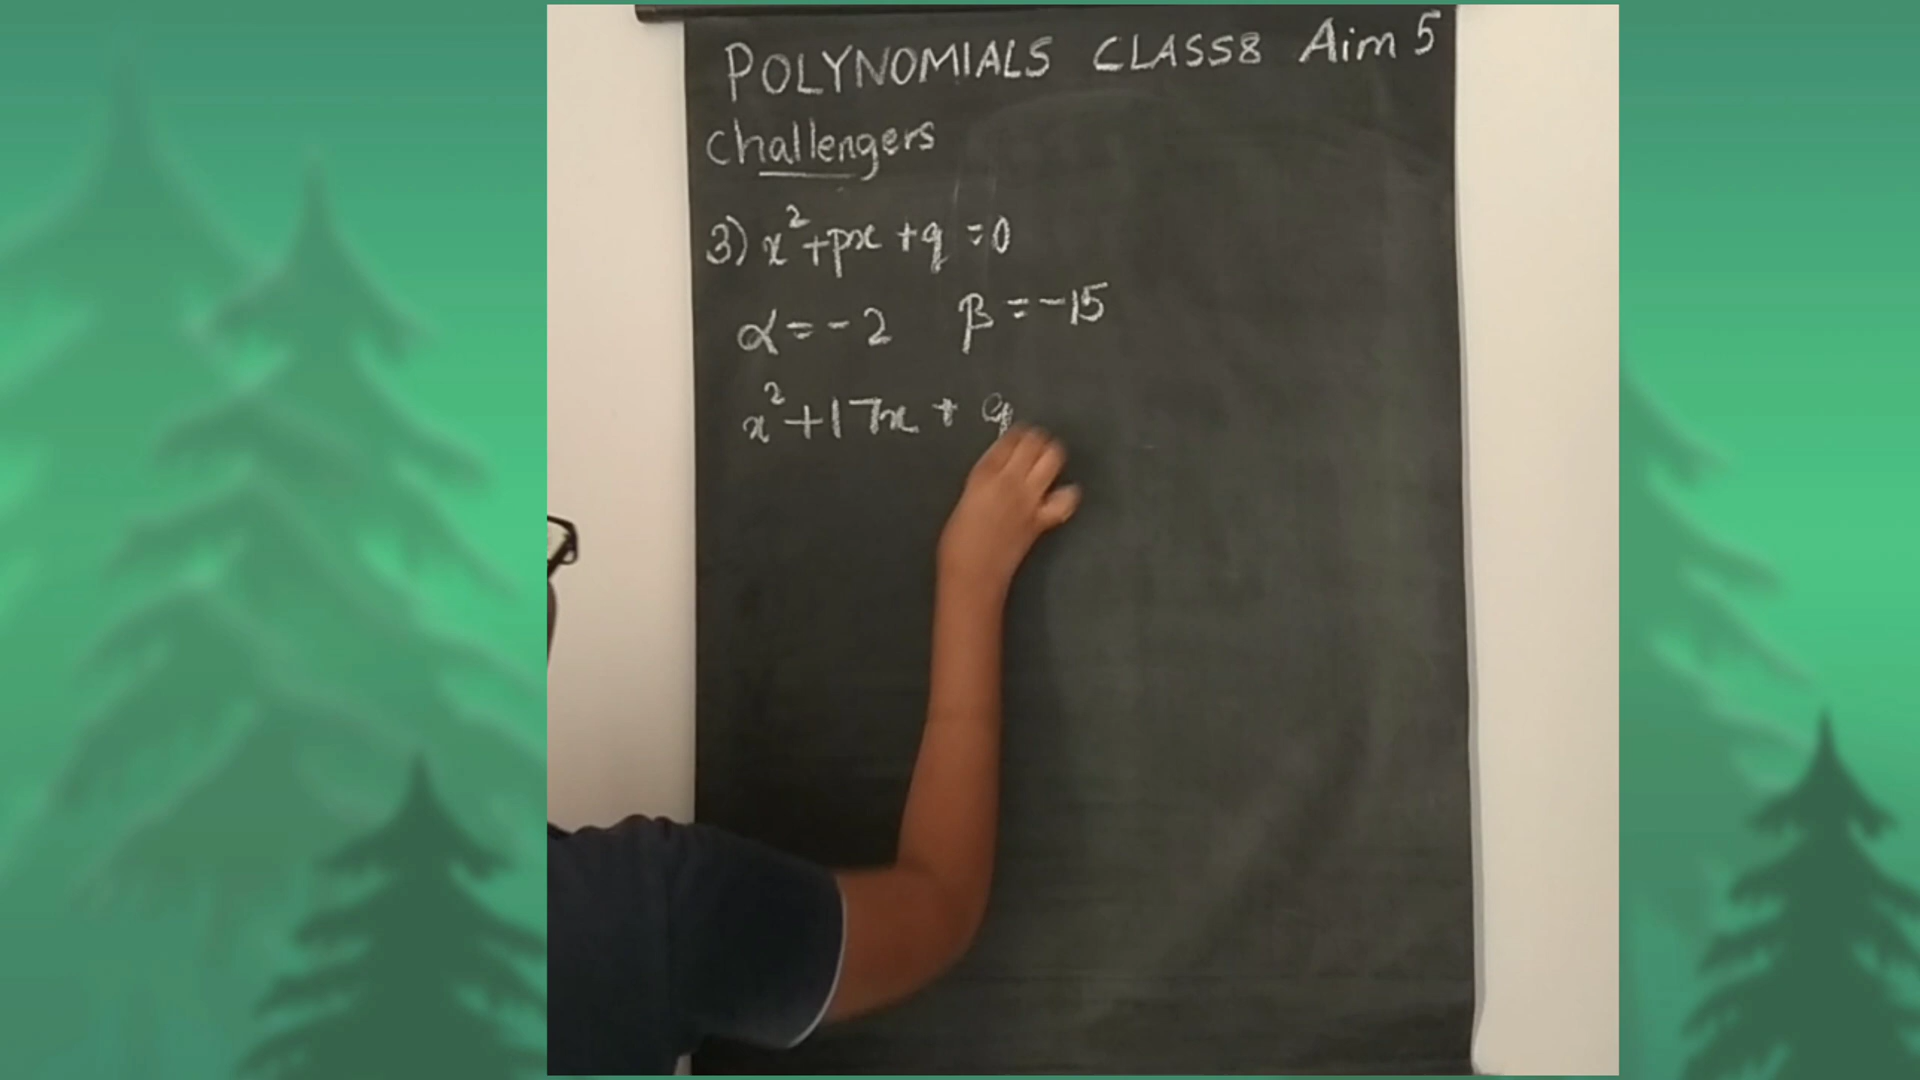 POLYNOMIALS CLASS8 Aim 5
challengers
3) x²+px +q =0
α=-2 β=-15
x²+17x + q